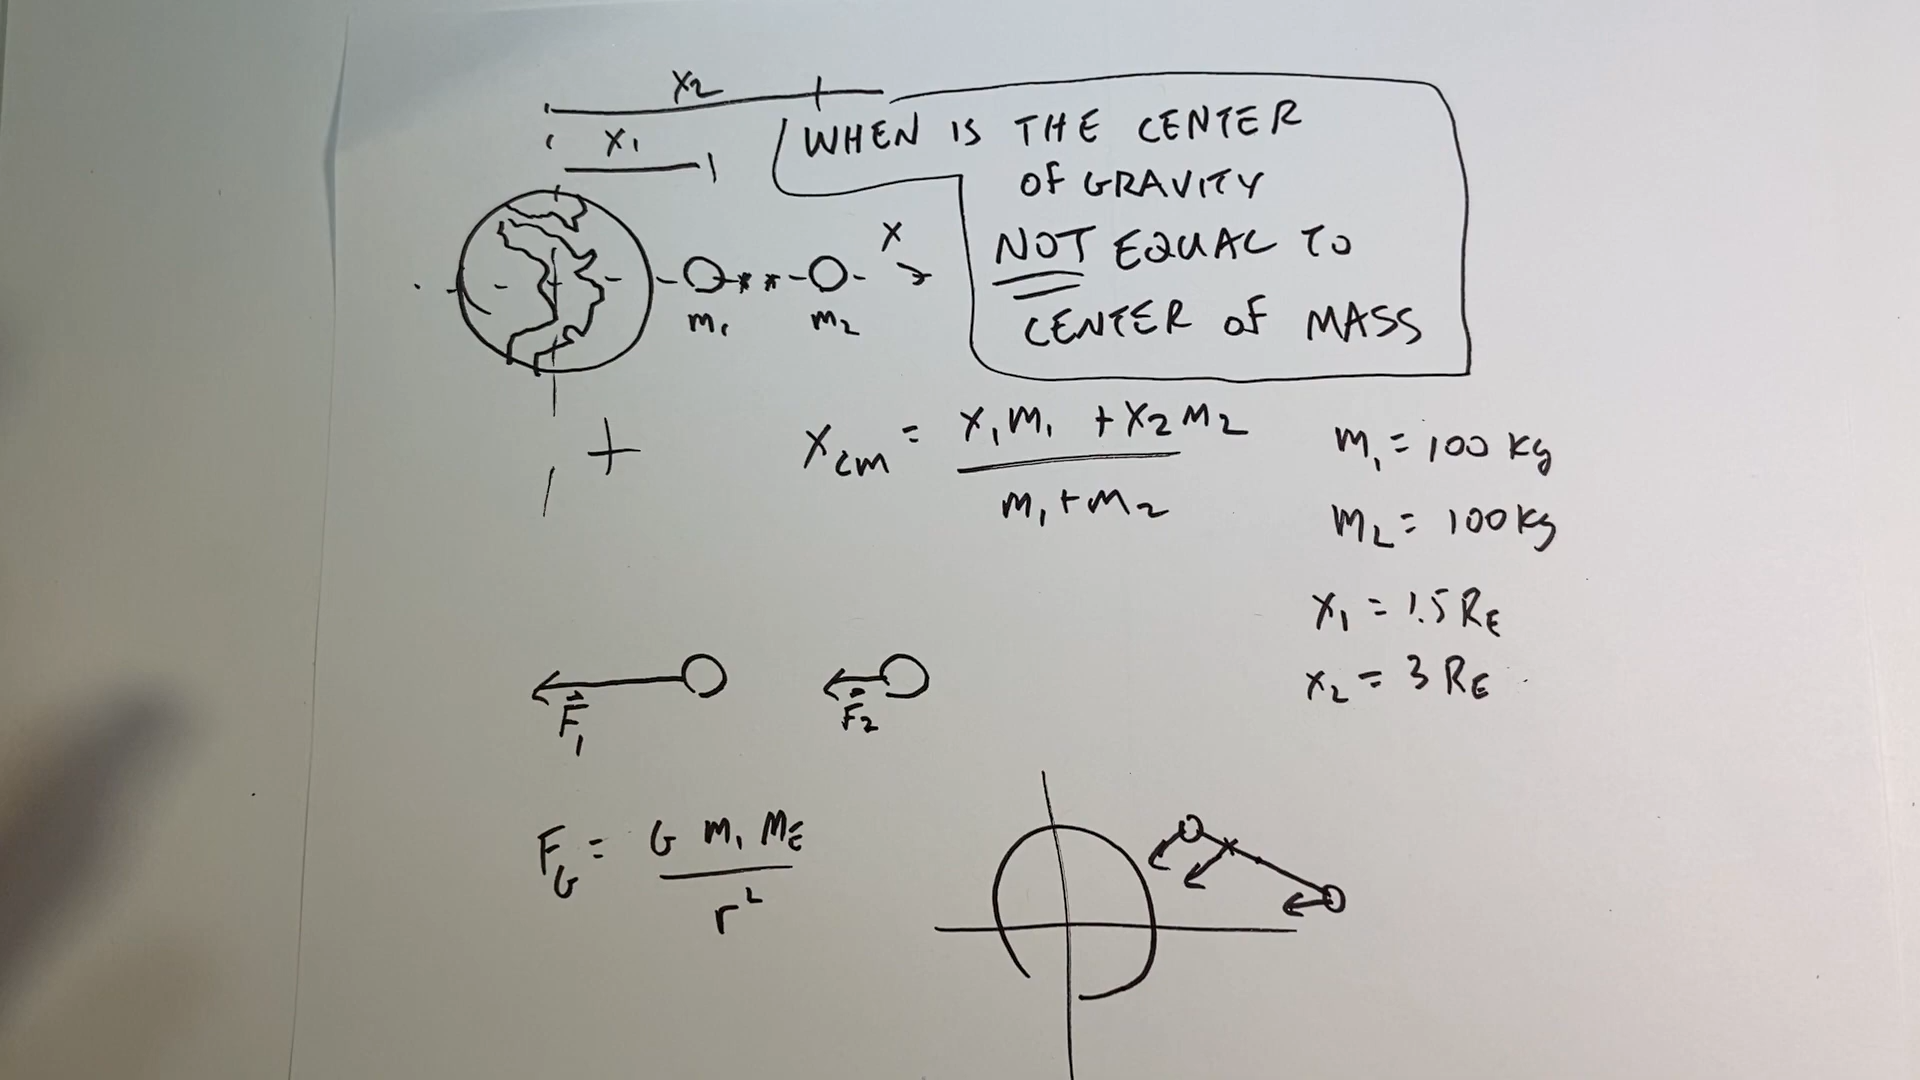 x2
x1
WHEN IS THE CENTER
OF GRAVITY
NOT EQUAL TO
CENTER OF MASS
x
m1
m2
xcm = x1m1 + x2m2
m1 + m2
m1 = 100 kg
m2 = 100 kg
x1 = 1.5 RE
x2 = 3 RE
F1
F2
FG = G m1 ME
r²